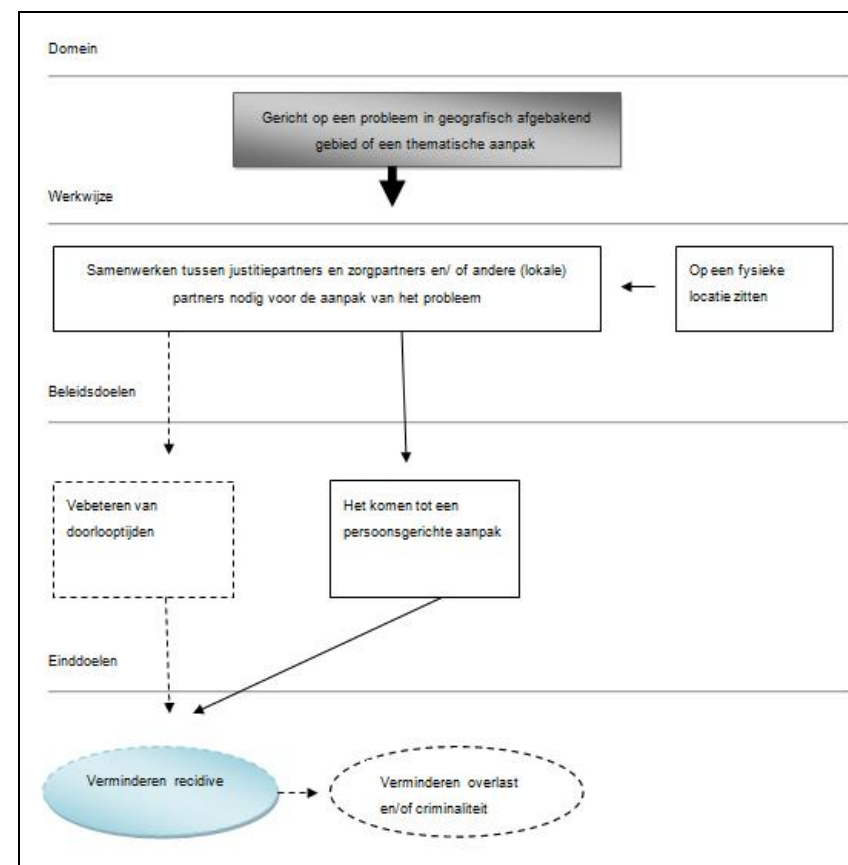 Domein
Gericht op een probleem in geografisch afgebakend
gebied of een thematische aanpak
Werkwijze
Samenwerken tussen justitiepartners en zorgpartners en/ of andere (lokale)
partners nodig voor de aanpak van het probleem
Op een fysieke
locatie zitten
Beleidsdoelen
Vebeteren van
doorlooptijden
Het komen tot een
persoonsgerichte aanpak
Einddoelen
Verminderen recidive
Verminderen overlast
en/of criminaliteit